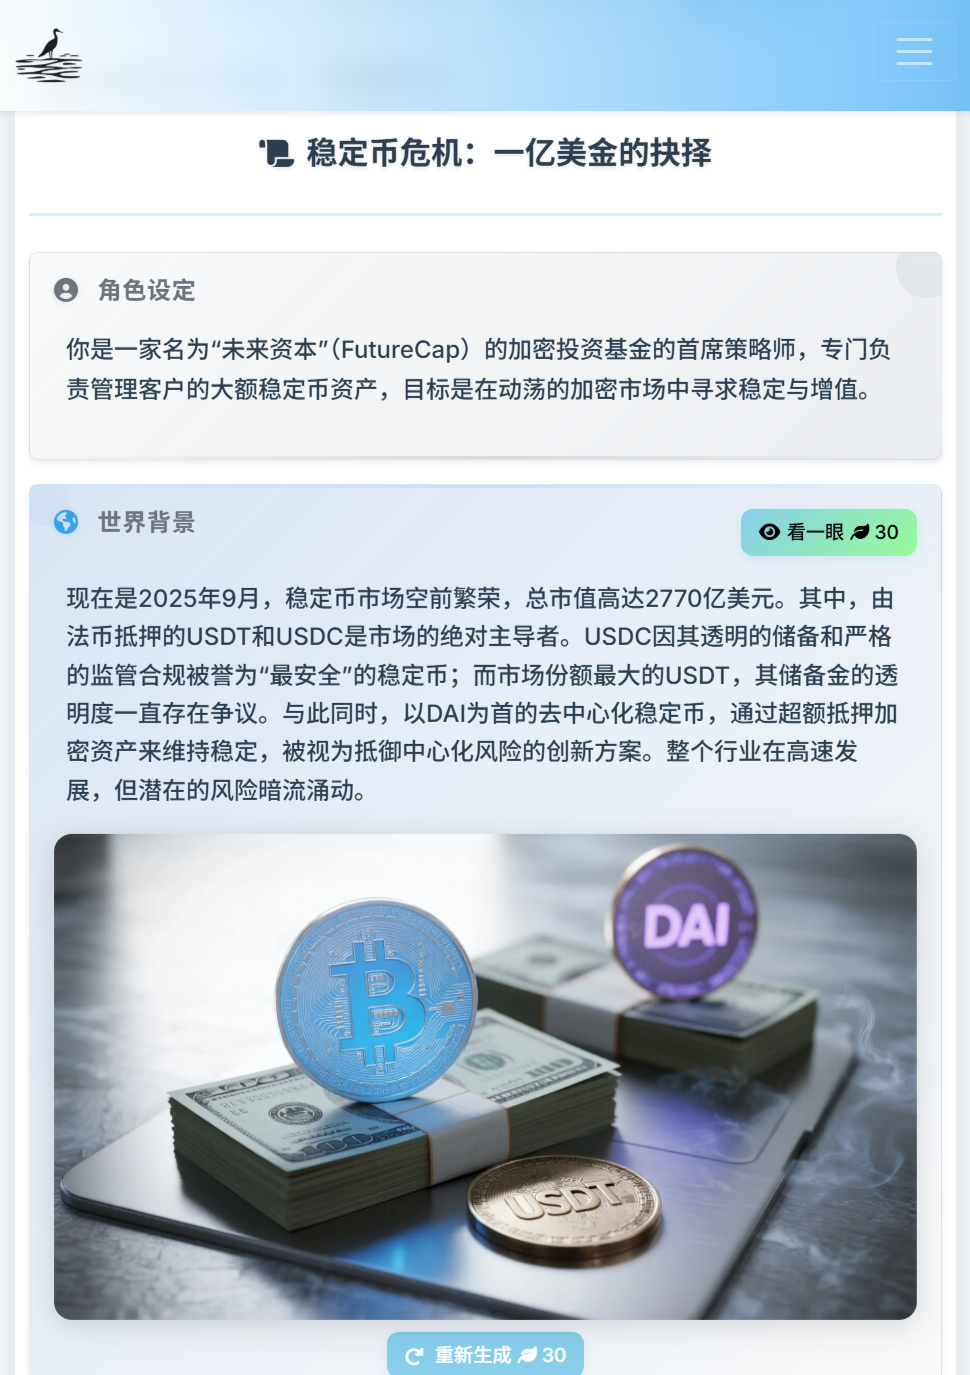 稳定币危机：一亿美金的抉择
角色设定
你是一家名为“未来资本”（FutureCap）的加密投资基金的首席策略师，专门负
责管理客户的大额稳定币资产，目标是在动荡的加密市场中寻求稳定与增值。
世界背景
看一眼 30
现在是2025年9月，稳定币市场空前繁荣，总市值高达2770亿美元。其中，由
法币抵押的USDT和USDC是市场的绝对主导者。USDC因其透明的储备和严格
的监管合规被誉为“最安全”的稳定币；而市场份额最大的USDT，其储备金的透
明度一直存在争议。与此同时，以DAI为首的去中心化稳定币，通过超额抵押加
密资产来维持稳定，被视为抵御中心化风险的创新方案。整个行业在高速发
展，但潜在的风险暗流涌动。
DAI
100
USDT
重新生成 30